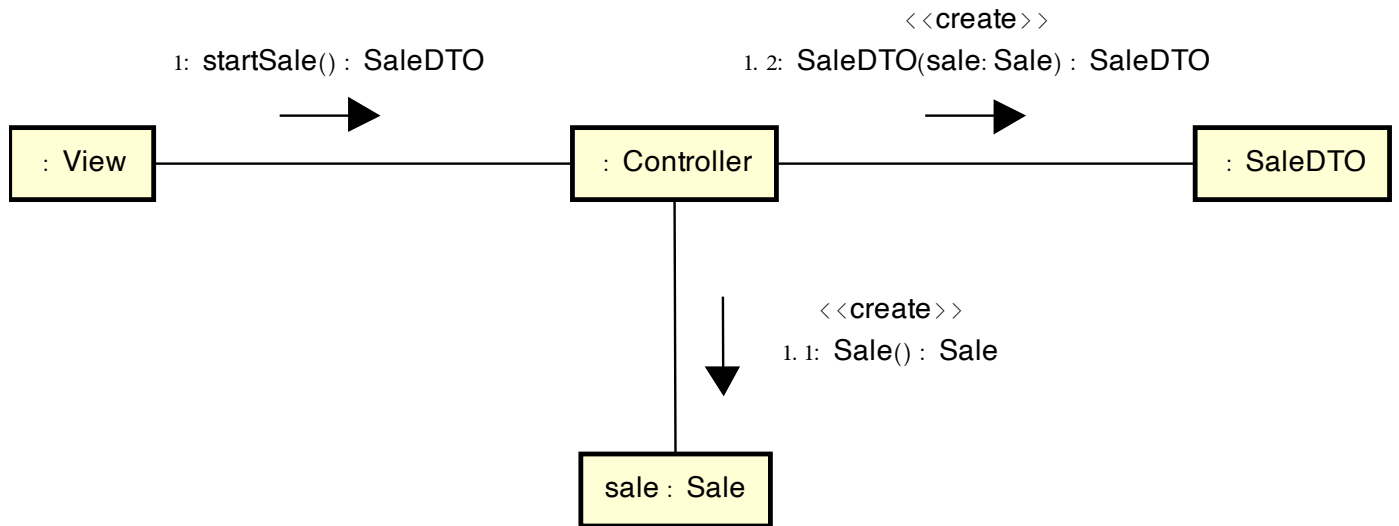 <<create>>
1: startSale() : SaleDTO
1. 2: SaleDTO(sale: Sale) : SaleDTO
: View
: Controller
: SaleDTO
<<create>>
1. 1: Sale() : Sale
sale : Sale